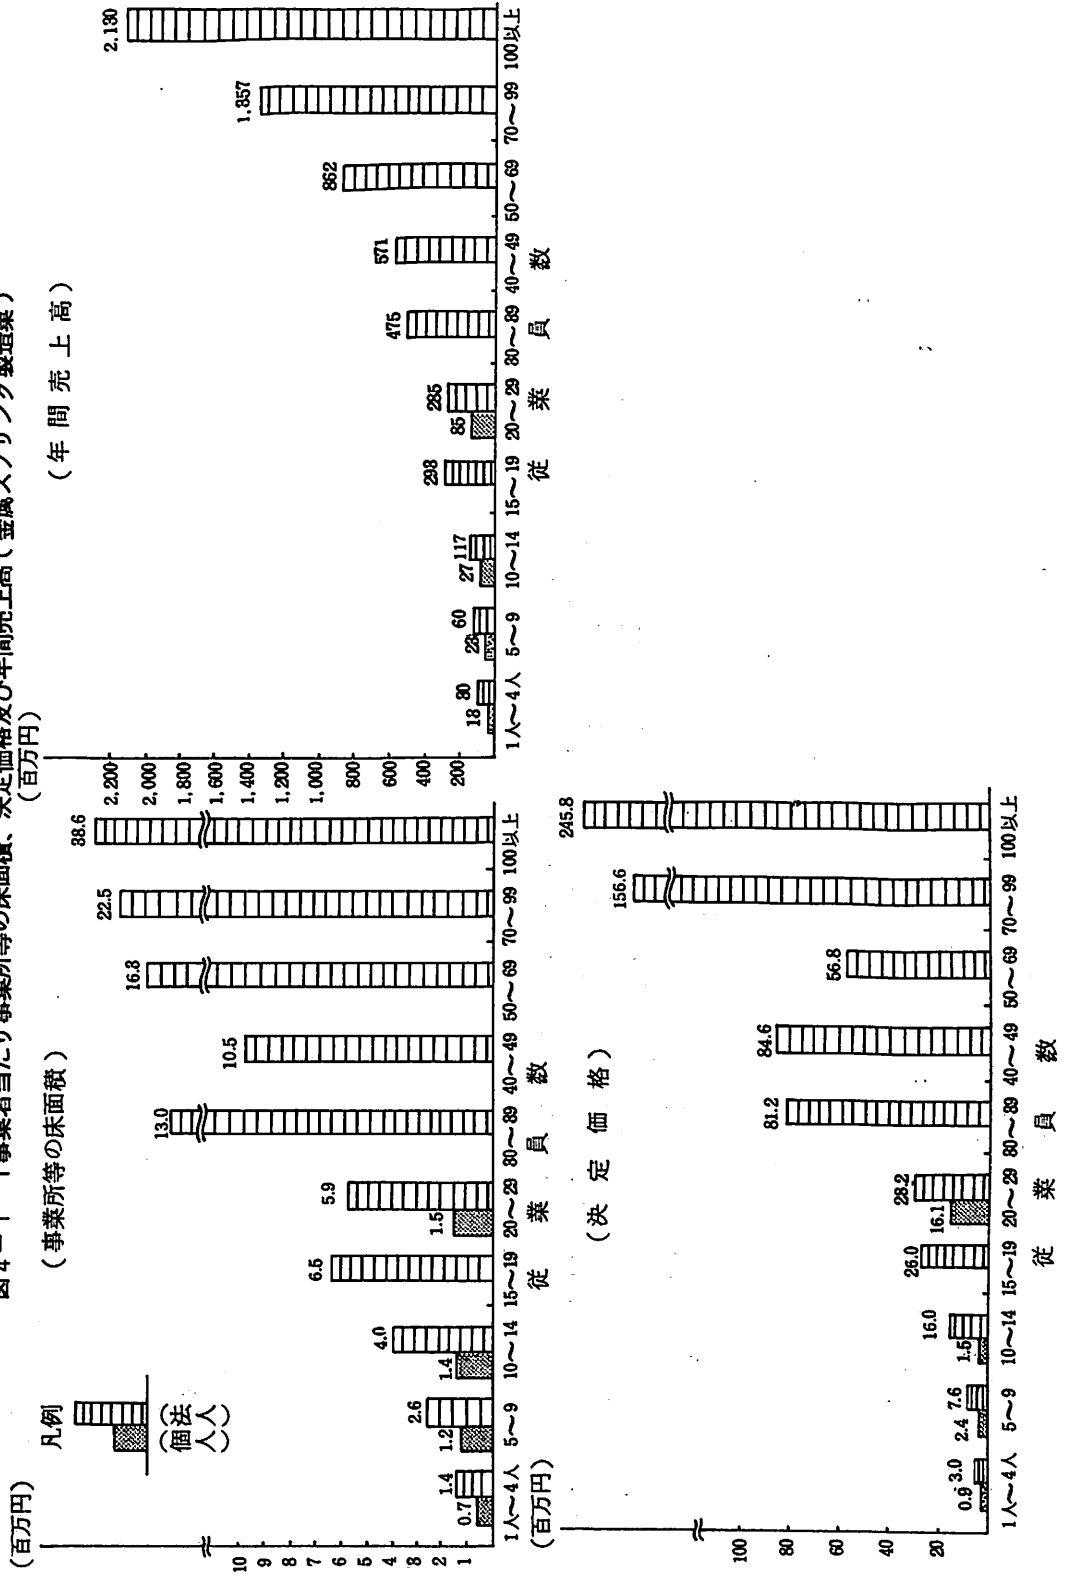 図4－1 1事業者当たり事業所等の床面積、決定価格及び年間売上高（金属スプリング製造業）
（百万円）
（事業所等の床面積）
凡例
（個人）
（法人）
10
9
8
7
6
5
4
3
2
1
0.7 1.4 1.2 2.6 1.4 4.0 6.5 1.5 5.9 13.0 10.5 16.3 22.5 38.6
1人～4人 5～9 10～14 15～19 20～29 30～39 40～49 50～69 70～99 100以上
従業員数
（百万円）
（年間売上高）
2,200
2,000
1,800
1,600
1,000
800
600
400
200
18 30 23 60 27 117 298 85 285 475 571 862 1.357 2.130
1人～4人 5～9 10～14 15～19 20～29 30～39 40～49 50～69 70～99 100以上
従業員数
（百万円）
（決定価格）
100
80
60
40
20
0.9 3.0 2.4 7.6 1.5 16.0 26.0 16.1 28.2 81.2 84.6 56.8 156.6 245.8
1人～4人 5～9 10～14 15～19 20～29 30～39 40～49 50～69 70～99 100以上
従業員数